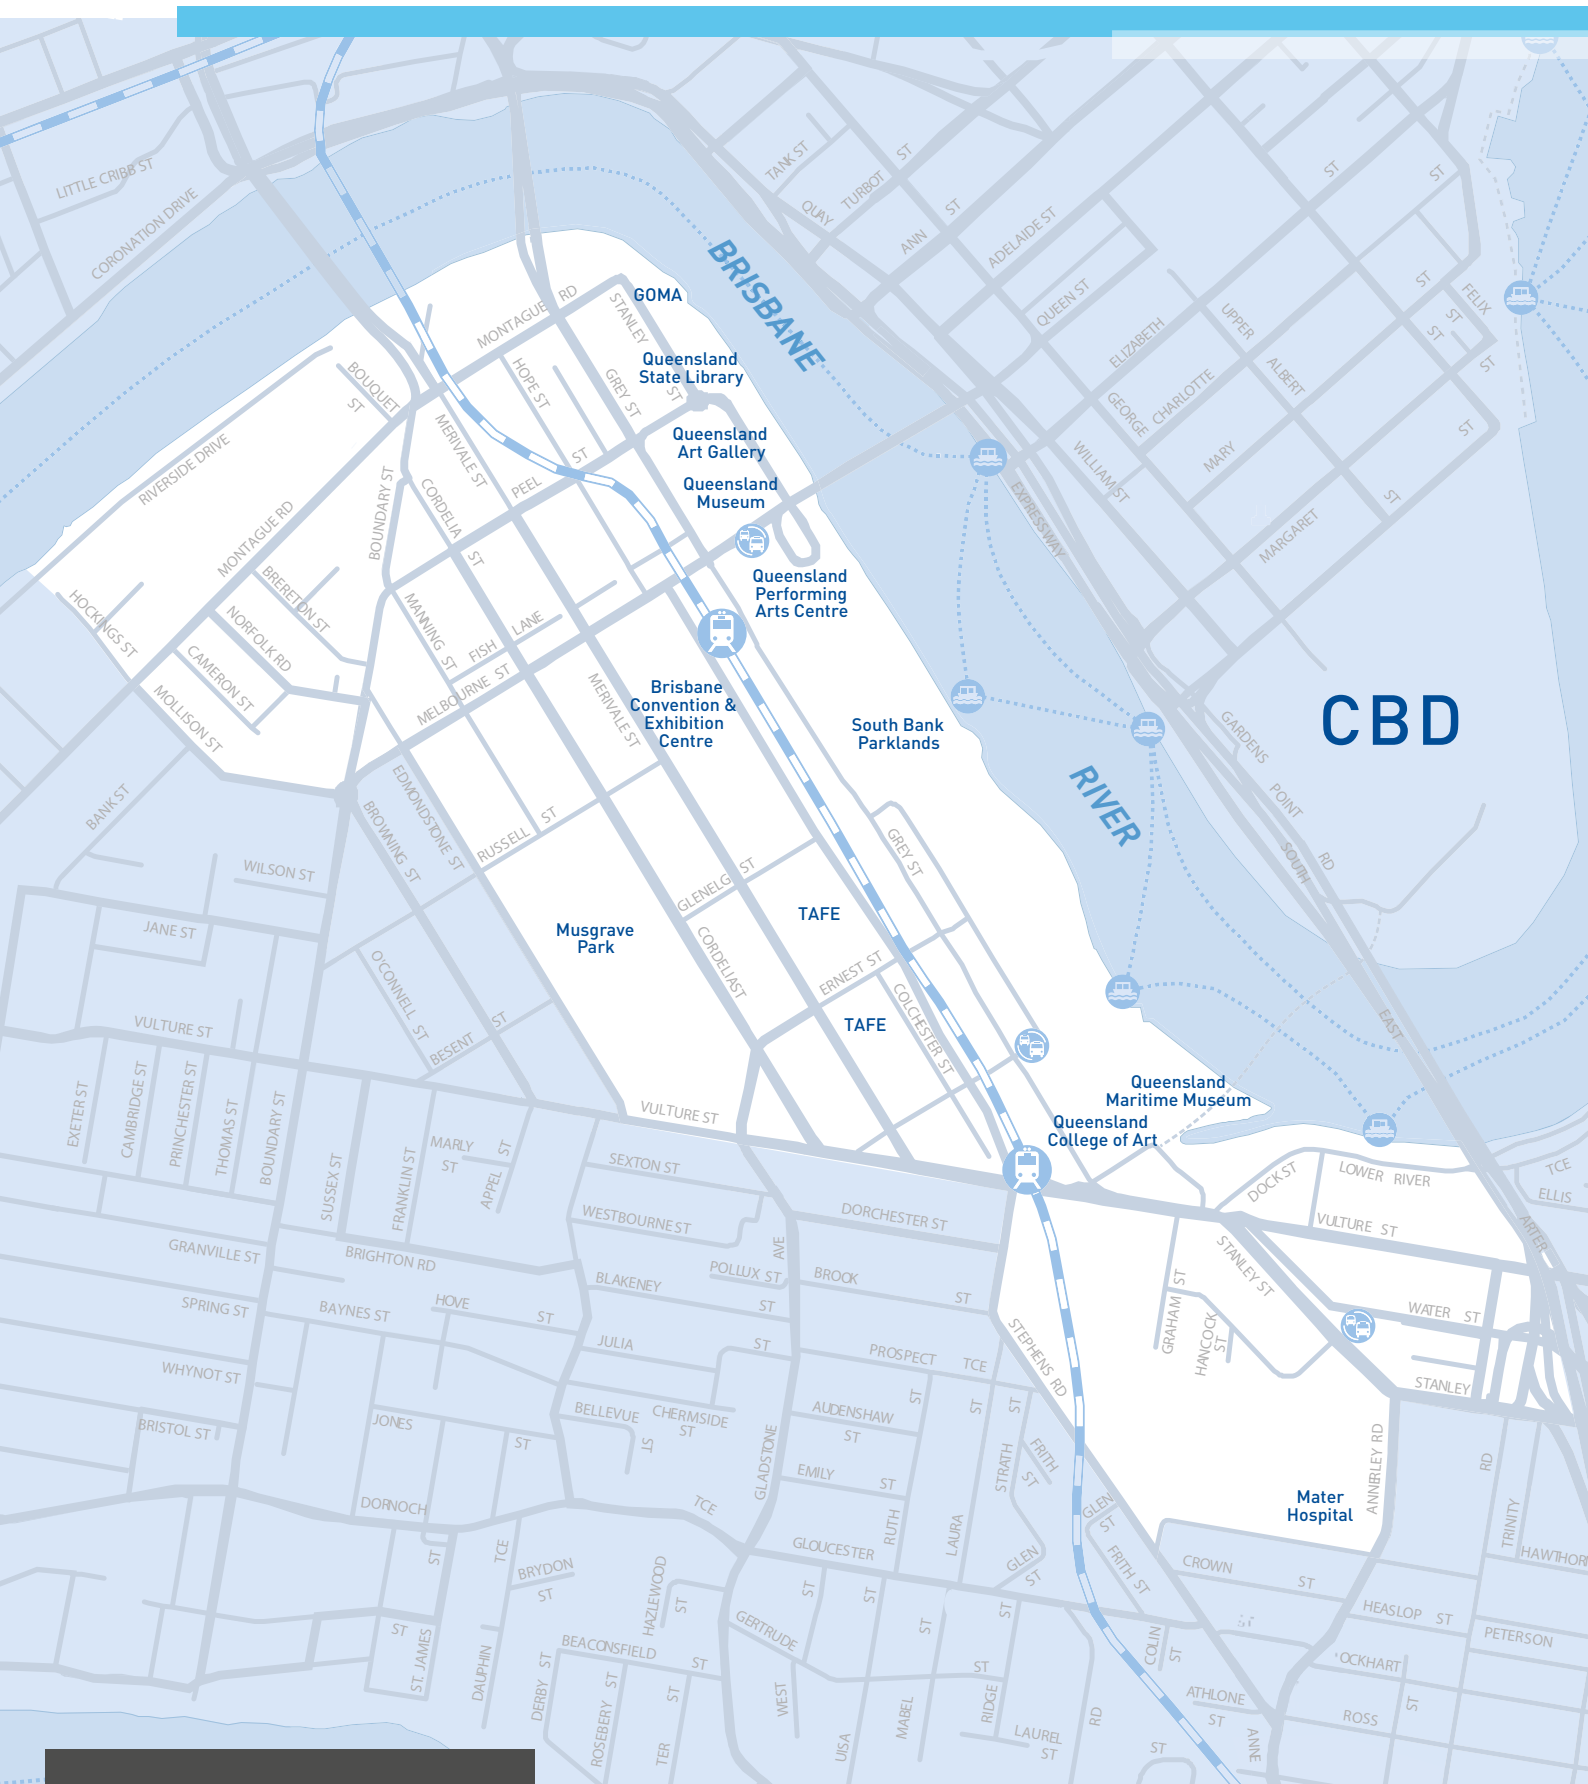 LITTLE CRIBB ST
CORONATION DRIVE
TANK ST
QUAY
TURBOT
ST
ANN
ST
ADELAIDE ST
QUEEN ST
ST
ST
BRISBANE
GOMA
MONTAGUE RD
STANLEY
ST
Queensland
State Library
HOPE ST
GREY ST
BOUQUET
ST
ELIZABETH
UPPER
ALBERT
GEORGE
CHARLOTTE
MARY
WILLIAM ST
MARGARET
ST
FELIX
ST
ST
ST
ST
ST
ST
EXPRESSWAY
Queensland
Art Gallery
Queensland
Museum
Queensland
Performing
Arts Centre
RIVERSIDE DRIVE
MONTAGUE RD
BOUNDARY ST
MERIVALE ST
CORDELIA
ST
PEEL
ST
HOCKINGS ST
BRERETON ST
NORFOLK RD
CAMERON ST
MOLLISON ST
MANNING ST
FISH LANE
MELBOURNE ST
MERIVALE ST
Brisbane
Convention &
Exhibition
Centre
South Bank
Parklands
CBD
RIVER
GARDENS
POINT
RD
SOUTH
EAST
ARTER
BANK ST
WILSON ST
JANE ST
BROWNING ST
EDMONDSTONE ST
RUSSELL ST
GREY ST
GLENELG ST
TAFE
Musgrave
Park
CORDELIA ST
ERNEST ST
COLCHESTER ST
TAFE
O'CONNELL ST
BESENT ST
VULTURE ST
VULTURE ST
Queensland
Maritime Museum
Queensland
College of Art
EXETER ST
CAMBRIDGE ST
PRINCHESTER ST
THOMAS ST
BOUNDARY ST
SUSSEX ST
FRANKLIN ST
MARLY
ST
APPEL ST
SEXTON ST
WESTBOURNE ST
DORCHESTER ST
DOCK ST
LOWER RIVER
TCE
ELLIS
VULTURE ST
STANLEY ST
GRANVILLE ST
BRIGHTON RD
BLAKENEY
ST
POLLUX ST
AVE
BROOK
ST
GRAHAM ST
HANCOCK
ST
WATER ST
STANLEY
SPRING ST
BAYNES ST
HOVE
ST
JULIA
ST
PROSPECT TCE
STEPHENS RD
WHYNOT ST
BRISTOL ST
JONES
ST
BELLEVUE
ST
CHERMSIDE
ST
GLADSTONE
AUDENSHAW
ST
EMILY
ST
RUTH
ST
LAURA
ST
STRATH
ST
FRITH
ST
ANNERLEY RD
RD
TRINITY
Mater
Hospital
DORNOCH
TCE
GLOUCESTER
ST
GLEN
ST
GLEN
ST
FRITH ST
CROWN
ST
HAWTHORN
HEASLOP ST
PETERSON
ST
TCE
BRYDON
ST
HAZLEWOOD
ST
GERTRUDE
ST
ST
ST
ST
ST. JAMES
DAUPHIN
BEACONSFIELD
ST
DERBY ST
ROSEBERY ST
TER
ST
WEST
UISA
MABEL
ST
RIDGE
LAUREL
ST
RD
COLIN
ST
ATHLONE
ST
ST
ANNE
OCKHART
ST
ROSS